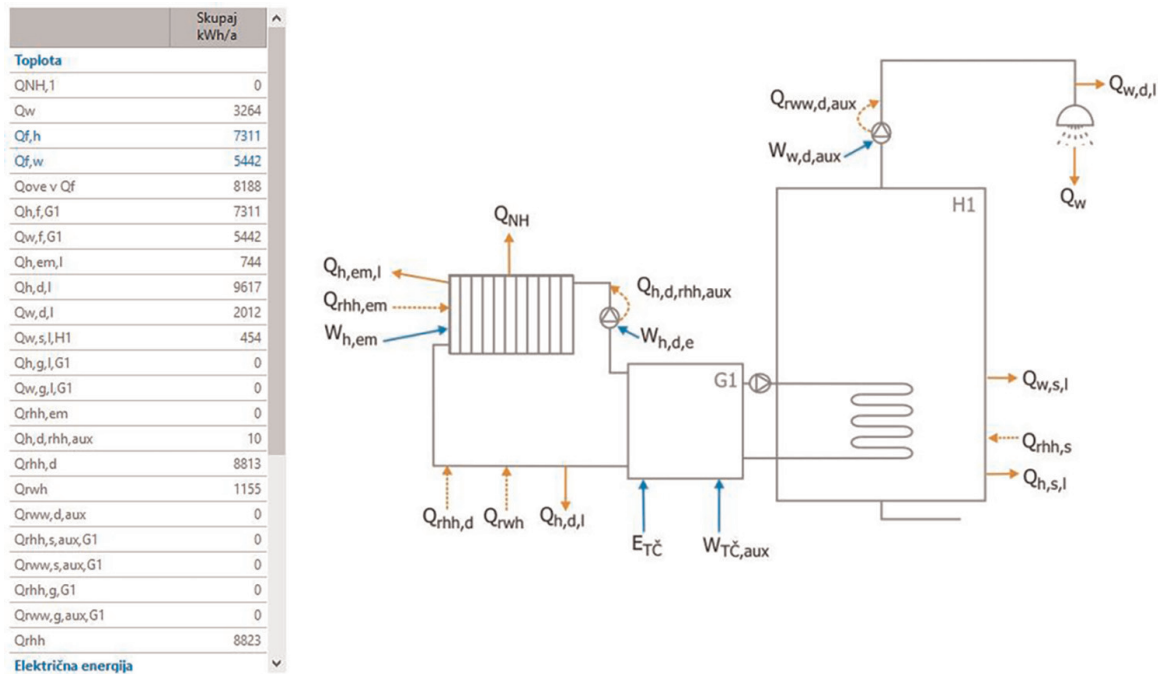 Skupaj
kWh/a
Toplota
QNH,1 0
Qw 3264
Qf,h 7311
Qf,w 5442
Qove v Qf 8188
Qh,f,G1 7311
Qw,f,G1 5442
Qh,em,l 744
Qh,d,l 9617
Qw,d,l 2012
Qw,s,l,H1 454
Qh,g,l,G1 0
Qw,g,l,G1 0
Qrhh,em 0
Qh,d,rhh,aux 10
Qrhh,d 8813
Qrwh 1155
Qrww,d,aux 0
Qrhh,s,aux,G1 0
Qrww,s,aux,G1 0
Qrhh,g,G1 0
Qrww,g,aux,G1 0
Qrhh 8823
Električna energija
Qw,d,l
Qrww,d,aux
Ww,d,aux
Qw
H1
QNH
Qh,em,l
Qrhh,em
Wh,em
Qh,d,rhh,aux
Wh,d,e
G1
Qw,s,l
Qrhh,s
Qh,s,l
Qrhh,d
Qrwh
Qh,d,l
ETČ
WTČ,aux